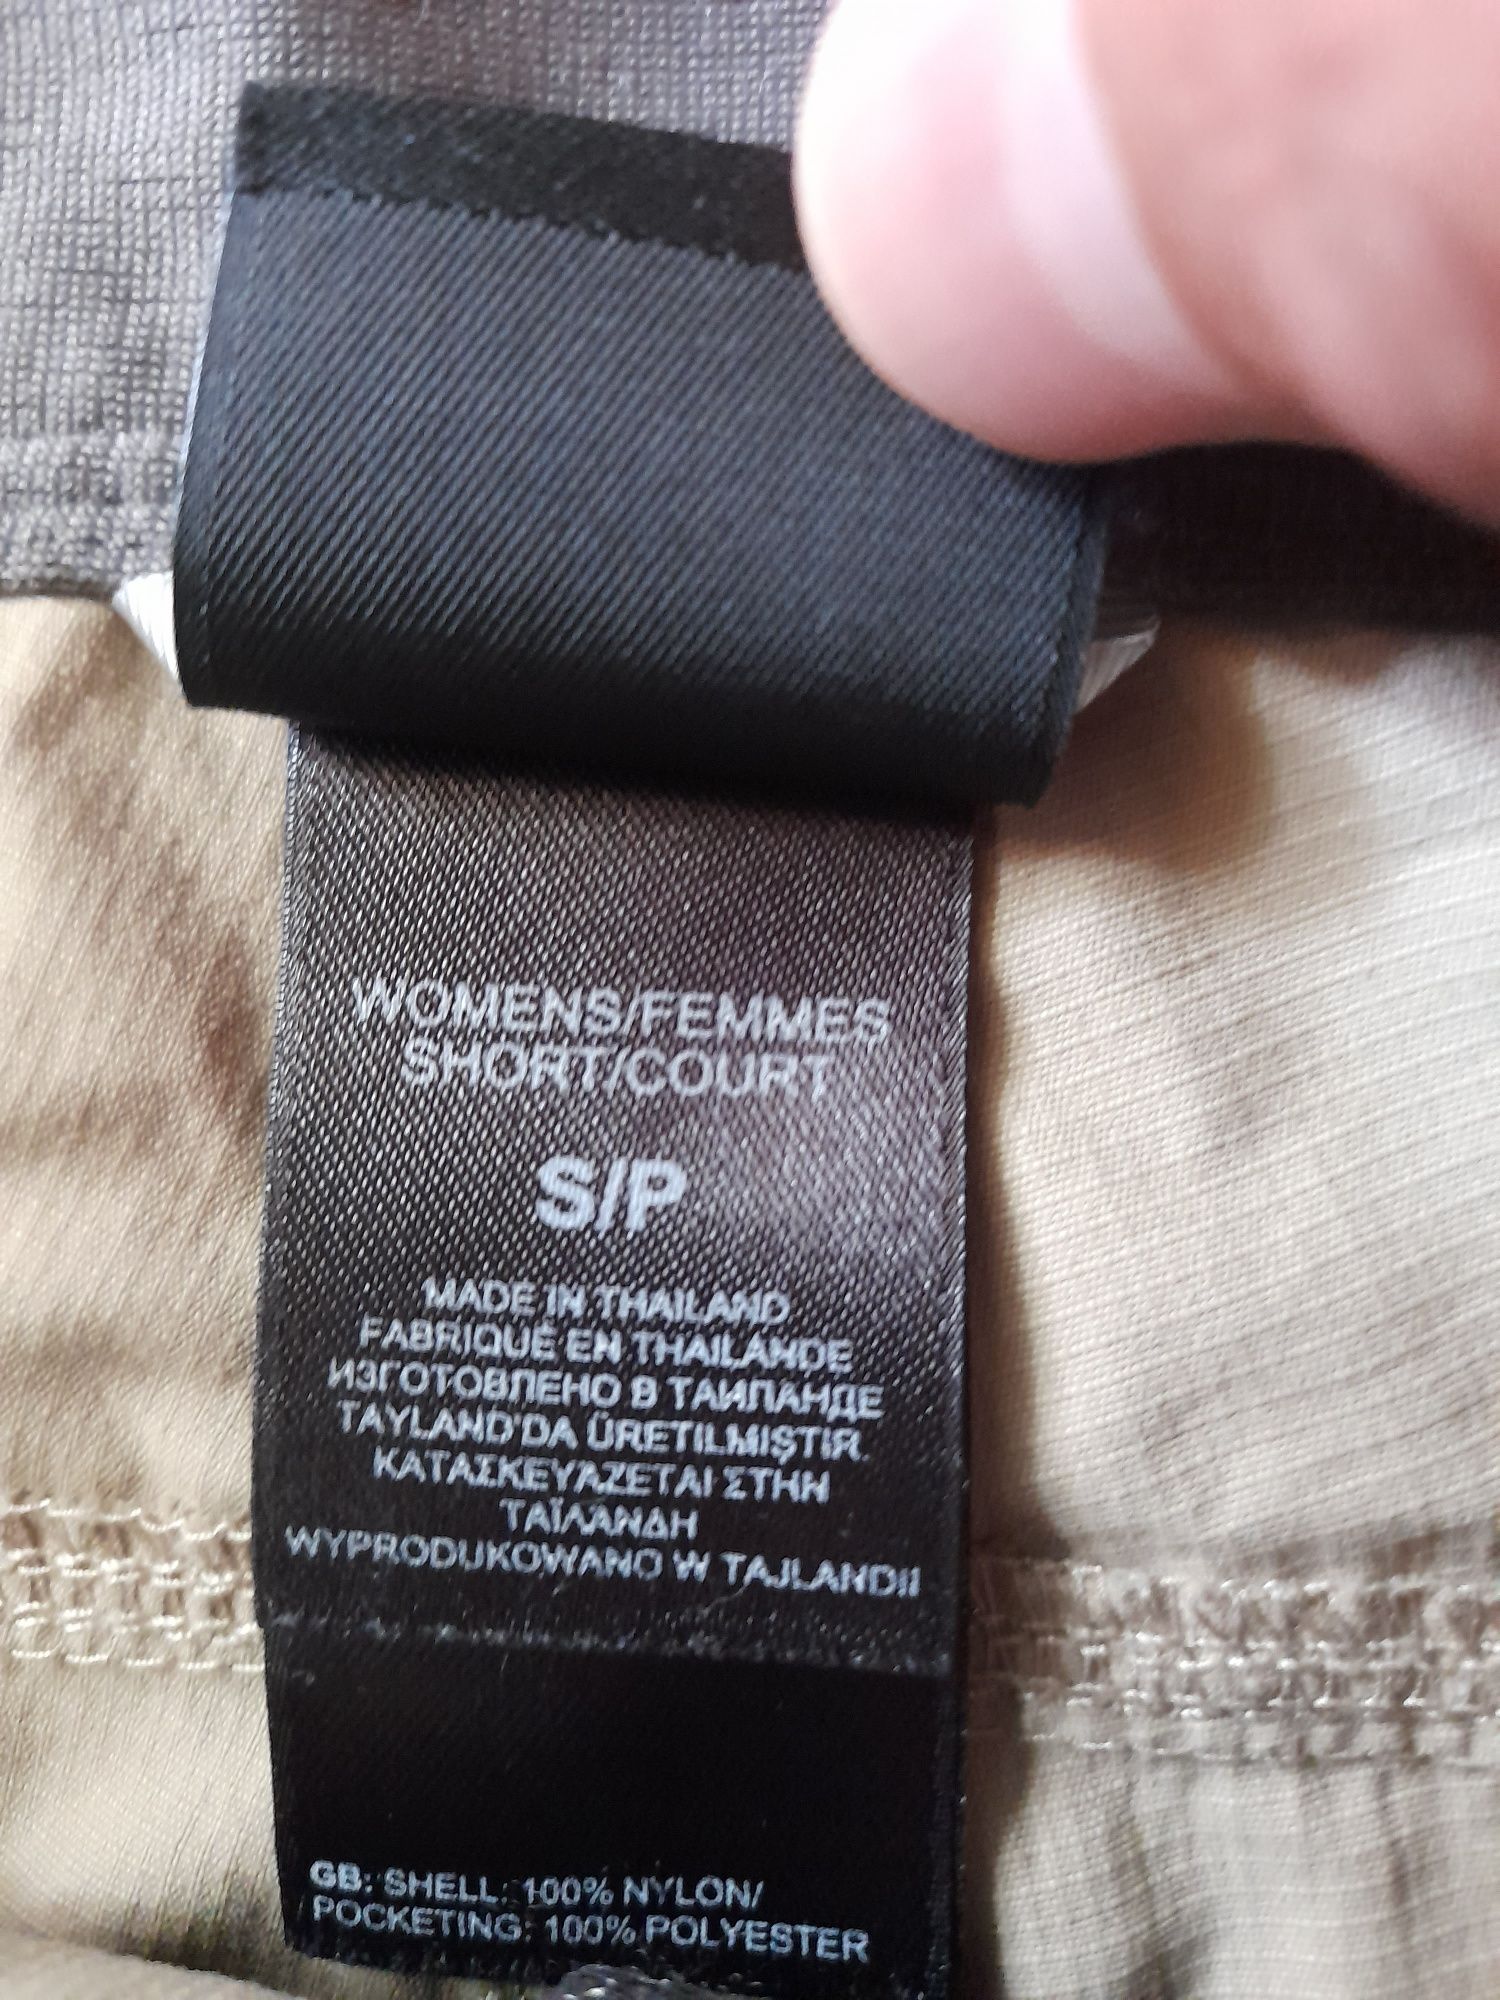 WOMENS/FEMMES
SHORT/COURT
S/P
MADE IN THAILAND
FABRIQUÉ EN THAILANDE
ИЗГОТОВЛЕНО В ТАИЛАНДЕ
TAYLAND'DA ÜRETILMIŞTIR.
ΚΑΤΑΣΚΕΥΑΖΕΤΑΙ ΣΤΗΝ
ΤΑΪΛΑΝΔΗ
WYPRODUKOWANO W TAJLANDII
GB: SHELL: 100% NYLON/
POCKETING: 100% POLYESTER